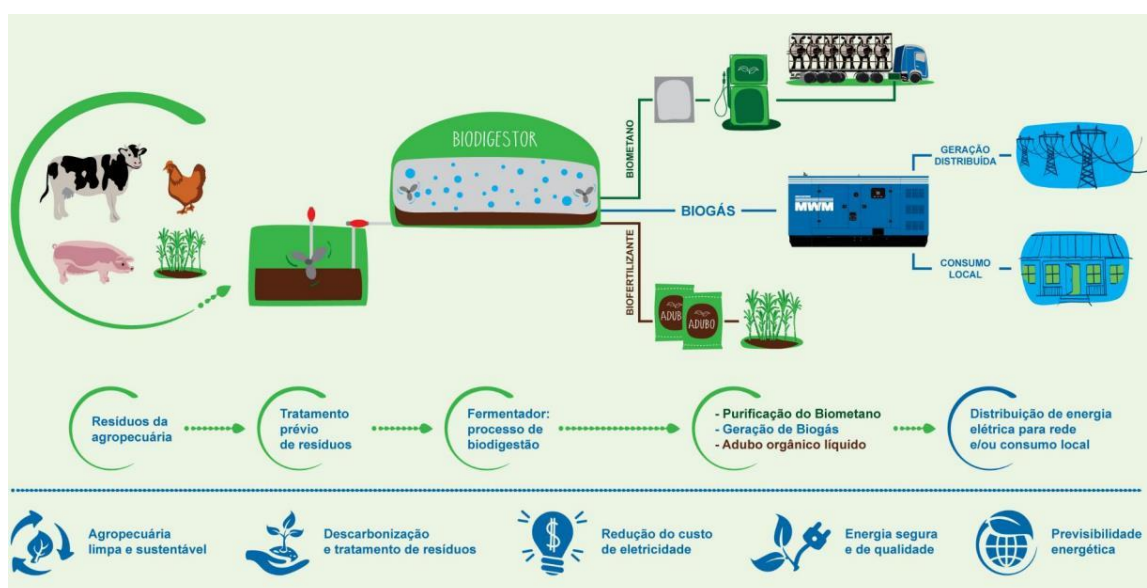 BIODIGESTOR
BIOMETANO
BIOGÁS
BIOFERTILIZANTE
MWM
GERAÇÃO
DISTRIBUÍDA
CONSUMO
LOCAL
ADUBO
ADUBO
Resíduos da
agropecuária
Tratamento
prévio
de resíduos
Fermentador:
processo de
biodigestão
- Purificação do Biometano
- Geração de Biogás
- Adubo orgânico líquido
Distribuição de energia
elétrica para rede
e/ou consumo local
Agropecuária
limpa e sustentável
Descarbonização
e tratamento de resíduos
$
Redução do custo
de eletricidade
Energia segura
e de qualidade
Previsibilidade
energética